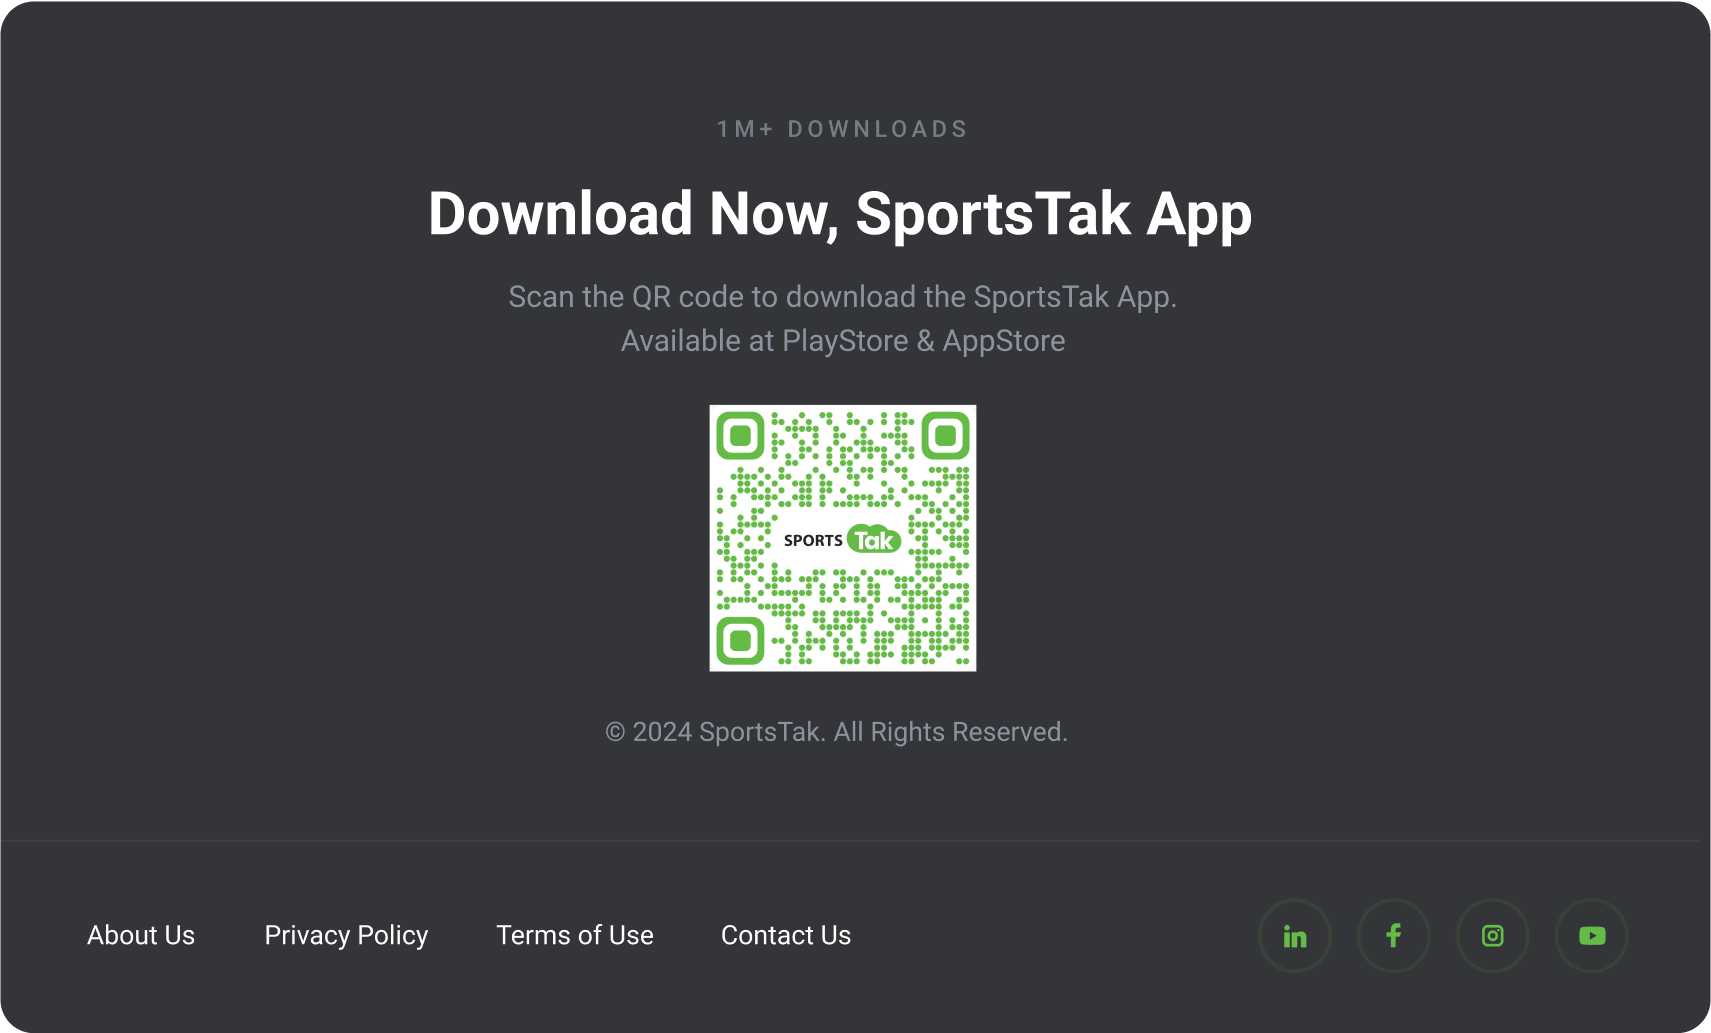 1M+ DOWNLOADS
Download Now, SportsTak App
Scan the QR code to download the SportsTak App.
Available at PlayStore & AppStore
SPORTS Tak
© 2024 SportsTak. All Rights Reserved.
About Us Privacy Policy Terms of Use Contact Us